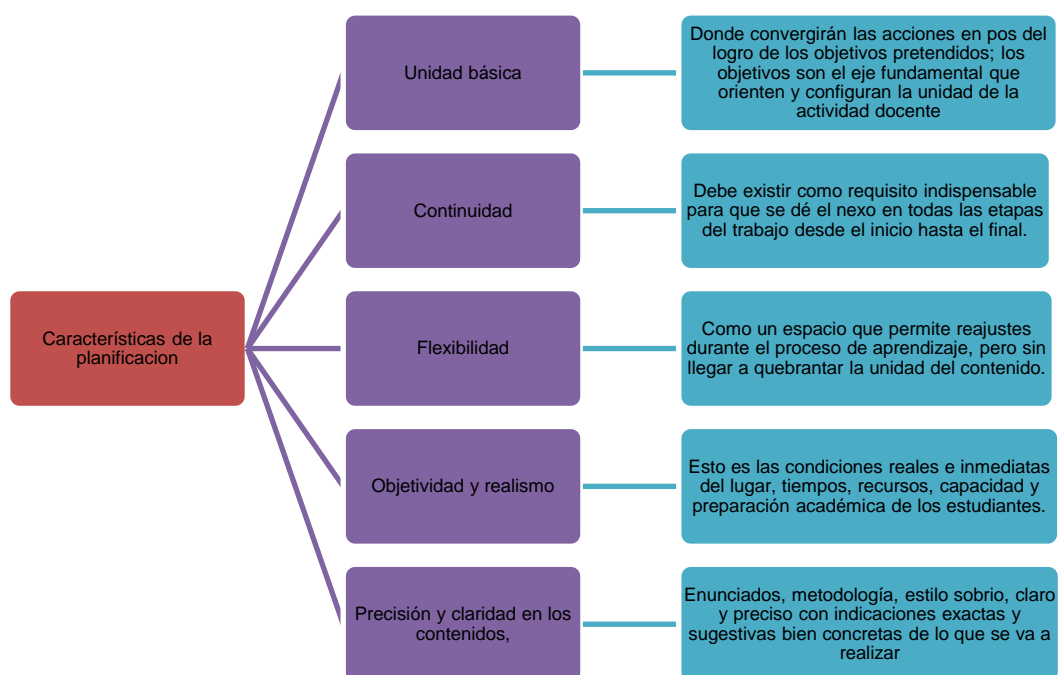 Unidad básica
Donde convergirán las acciones en pos del
logro de los objetivos pretendidos; los
objetivos son el eje fundamental que
orienten y configuran la unidad de la
actividad docente
Continuidad
Debe existir como requisito indispensable
para que se dé el nexo en todas las etapas
del trabajo desde el inicio hasta el final.
Características de la
planificacion
Flexibilidad
Como un espacio que permite reajustes
durante el proceso de aprendizaje, pero sin
llegar a quebrantar la unidad del contenido.
Objetividad y realismo
Esto es las condiciones reales e inmediatas
del lugar, tiempos, recursos, capacidad y
preparación académica de los estudiantes.
Precisión y claridad en los
contenidos,
Enunciados, metodología, estilo sobrio, claro
y preciso con indicaciones exactas y
sugestivas bien concretas de lo que se va a
realizar